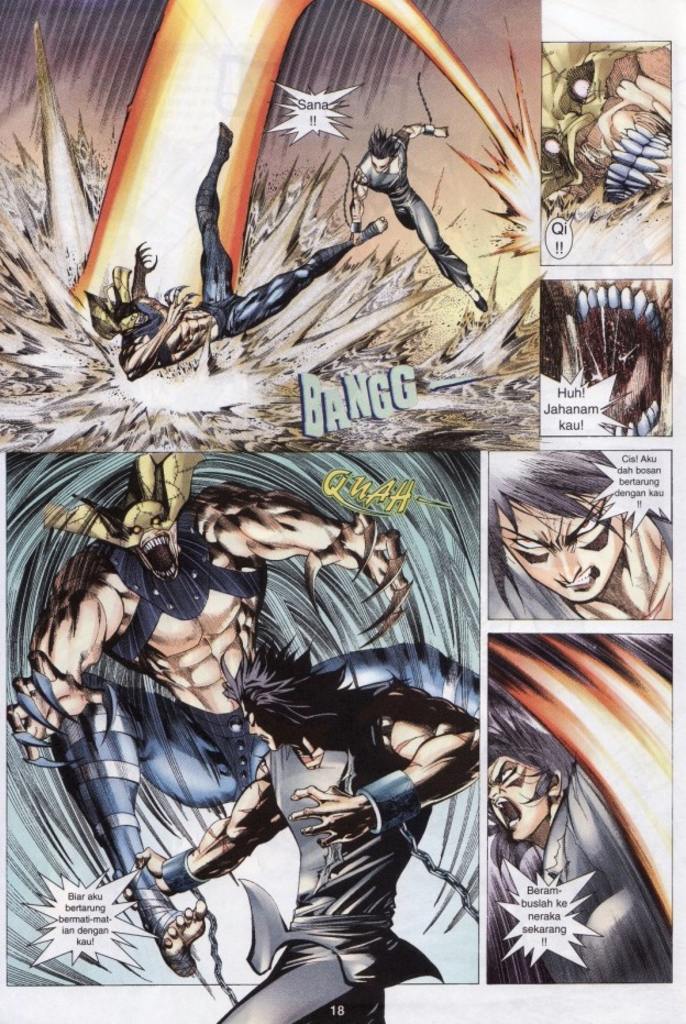 Sana
!!
BANGG
Qi
!!
Huh!
Jahanam
kau!
QUAH
Biar aku
bertarung
bermati-mat-
ian dengan
kau!
Cis! Aku
dah bosan
bertarung
dengan kau
!!
Beram-
buslah ke
neraka
sekarang
!!
18